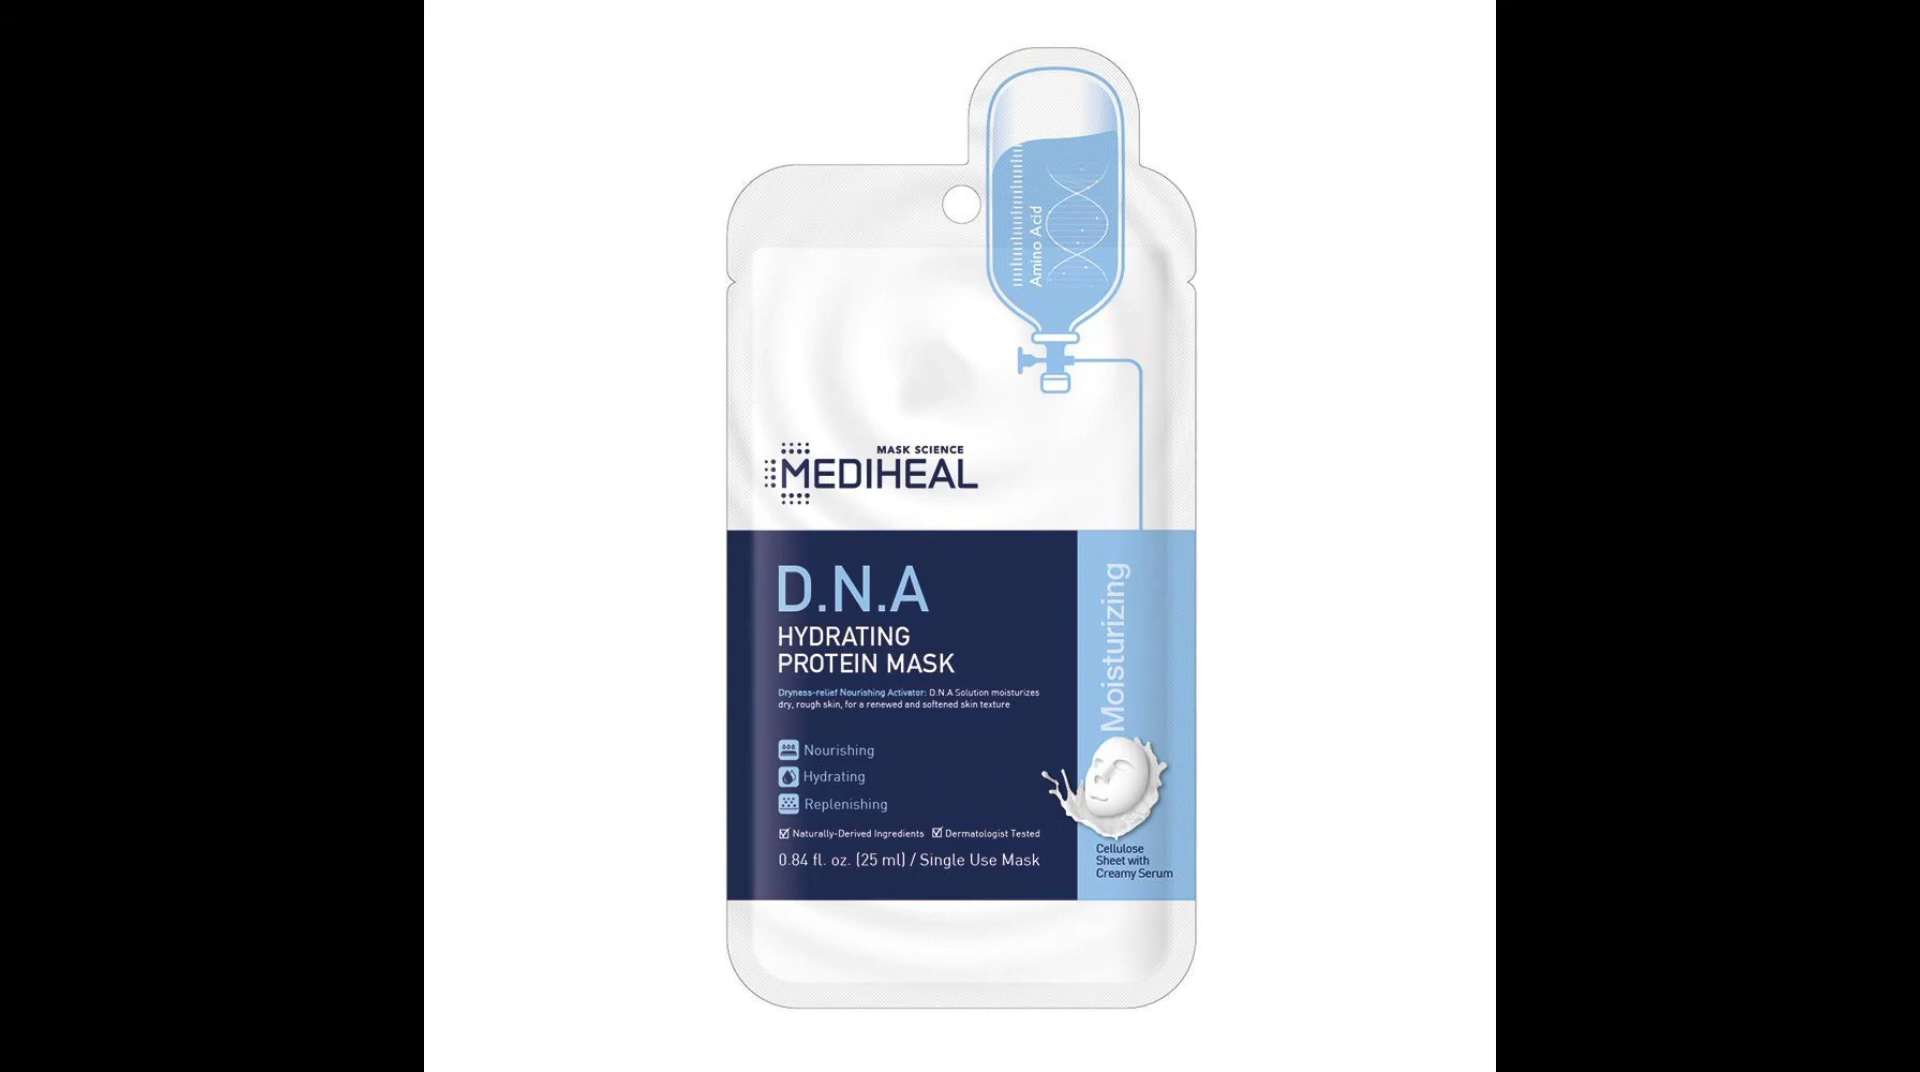 Amino Acid
MASK SCIENCE
MEDIHEAL
D.N.A
HYDRATING
PROTEIN MASK
Dryness-relief Nourishing Activator: D.N.A Solution moisturizes
dry, rough skin, for a renewed and softened skin texture
Nourishing
Hydrating
Replenishing
Naturally-Derived Ingredients Dermatologist Tested
0.84 fl. oz. (25 ml) / Single Use Mask
Moisturizing
Cellulose
Sheet with
Creamy Serum